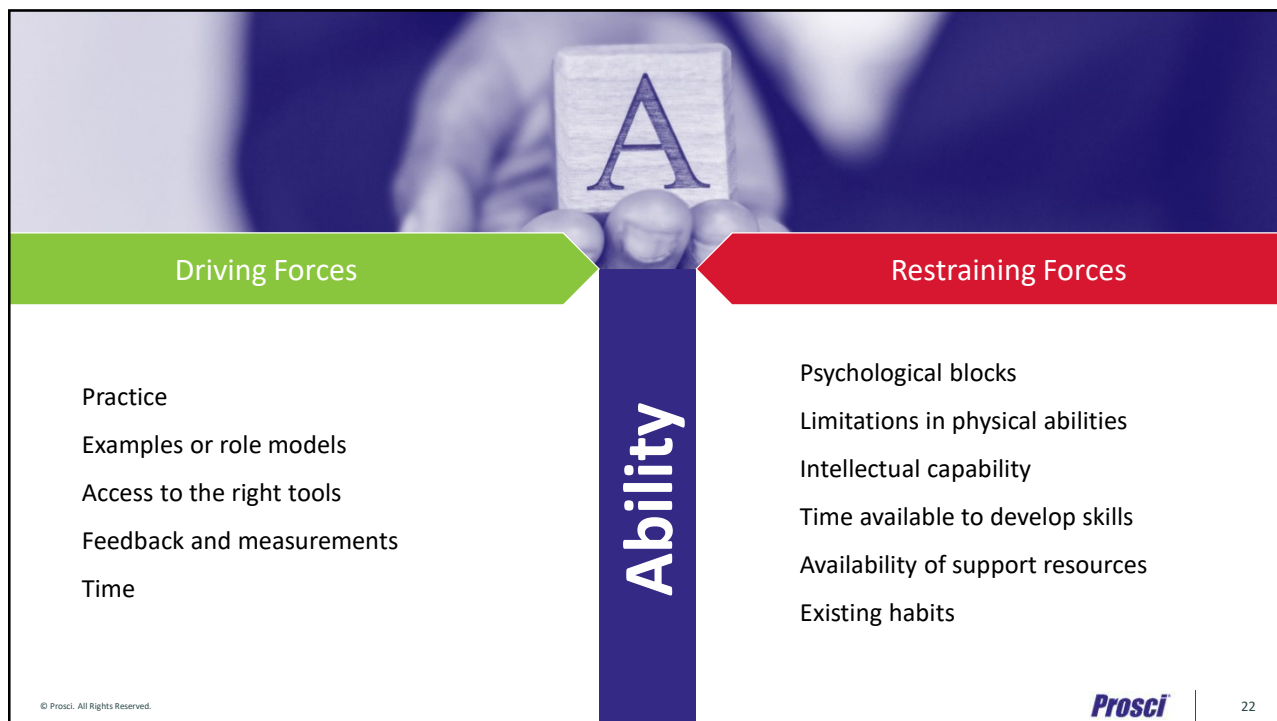 A
Driving Forces
Restraining Forces
Practice
Examples or role models
Access to the right tools
Feedback and measurements
Time
Ability
Psychological blocks
Limitations in physical abilities
Intellectual capability
Time available to develop skills
Availability of support resources
Existing habits
© Prosci. All Rights Reserved.
Prosci®
22